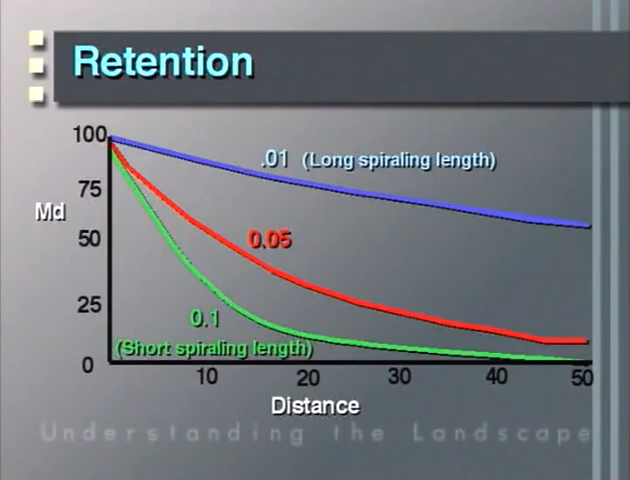 Retention
100
.01 (Long spiraling length)
75
Md
0.05
50
25
0.1
(Short spiraling length)
0
10 20 30 40 50
Distance
Understanding the Landscape